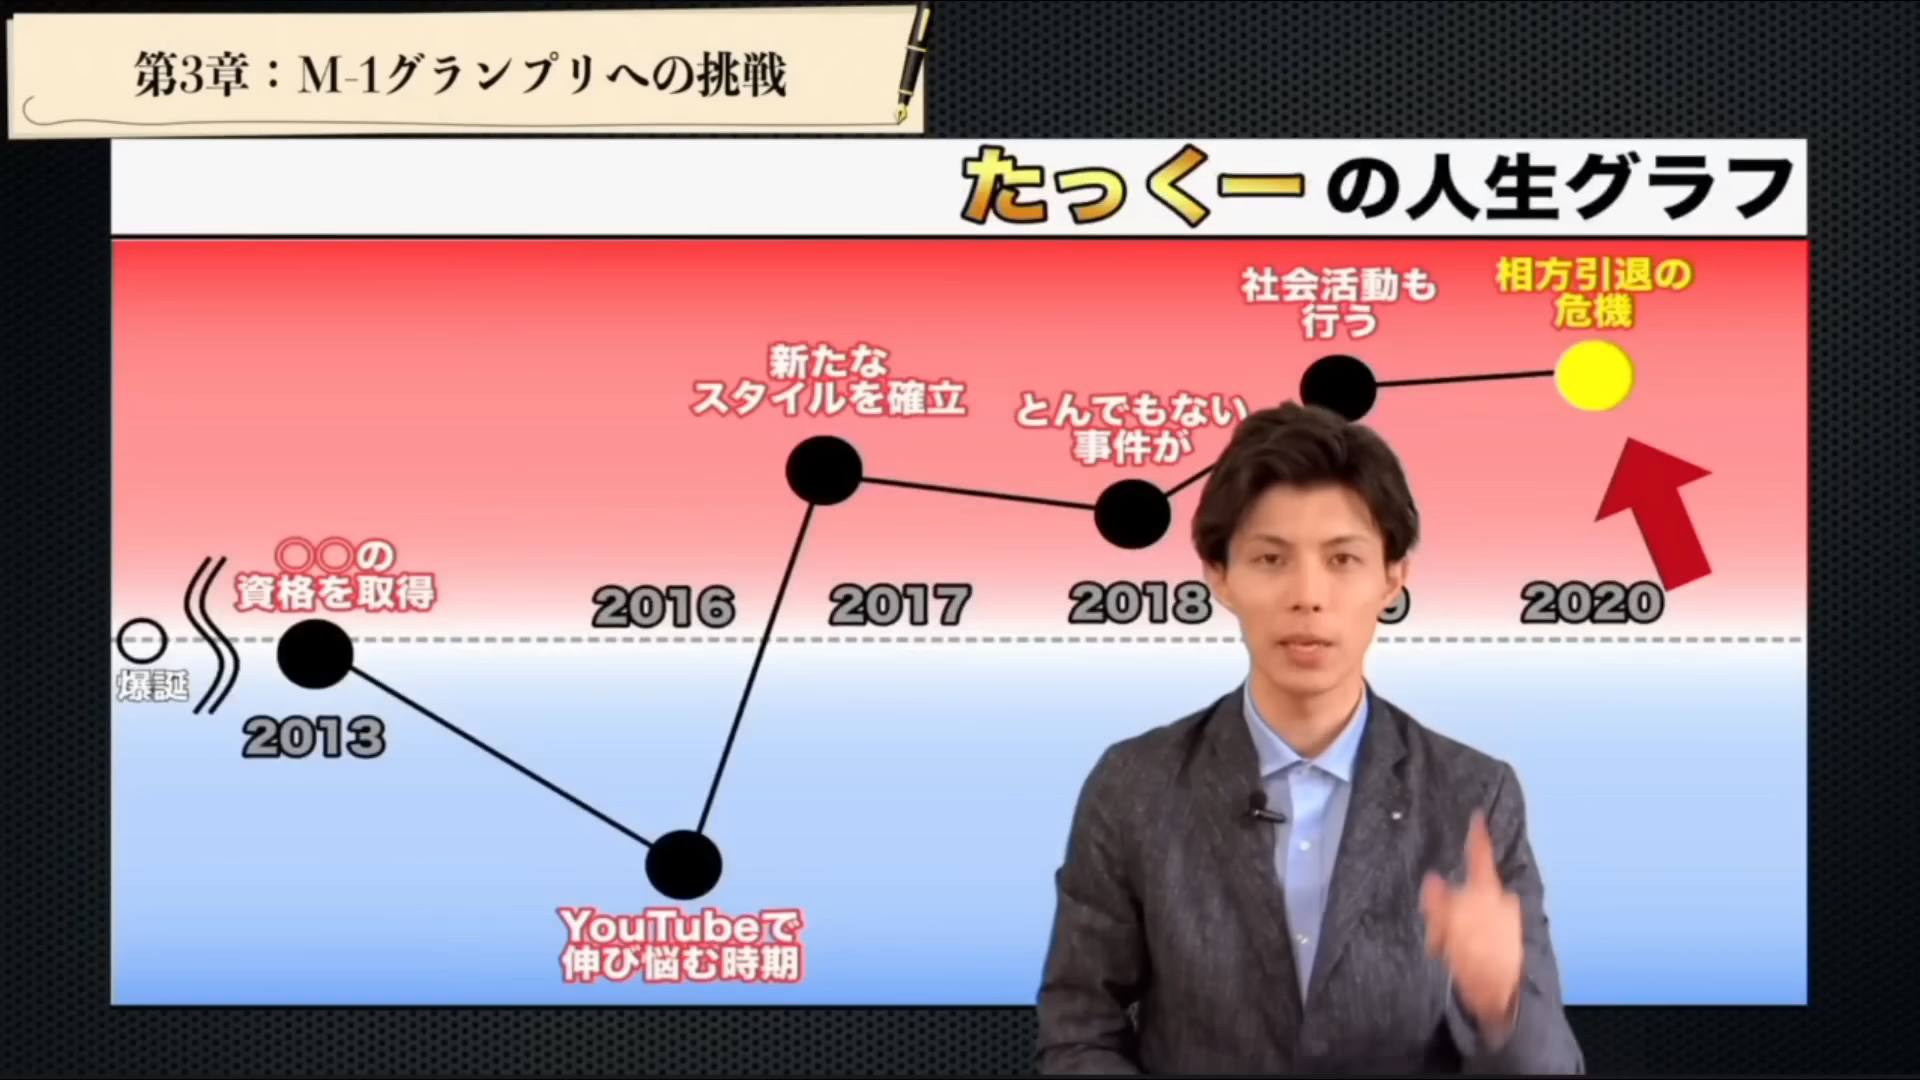 第3章：M-1グランプリへの挑戦
たっくーの人生グラフ
社会活動も
行う
相方引退の
危機
新たな
スタイルを確立
とんでもない
事件が
○○の
資格を取得
2016
2017
2018
9
2020
爆誕
2013
YouTubeで
伸び悩む時期